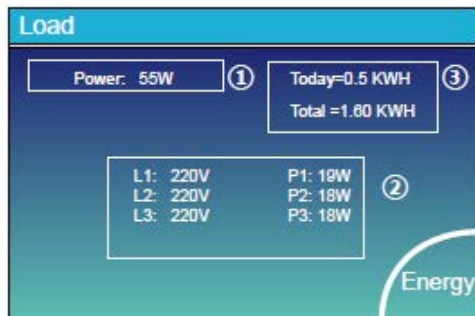 Load
Power: 55W ①
Today=0.5 KWH ③
Total =1.60 KWH
L1: 220V P1: 19W
L2: 220V P2: 18W ②
L3: 220V P3: 18W
Energy